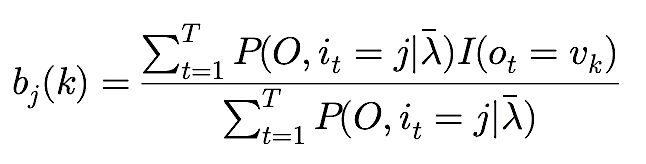 b_j(k) = \frac{\sum_{t=1}^{T} P(O, i_t = j|\bar{\lambda}) I(o_t = v_k)}{\sum_{t=1}^{T} P(O, i_t = j|\bar{\lambda})}